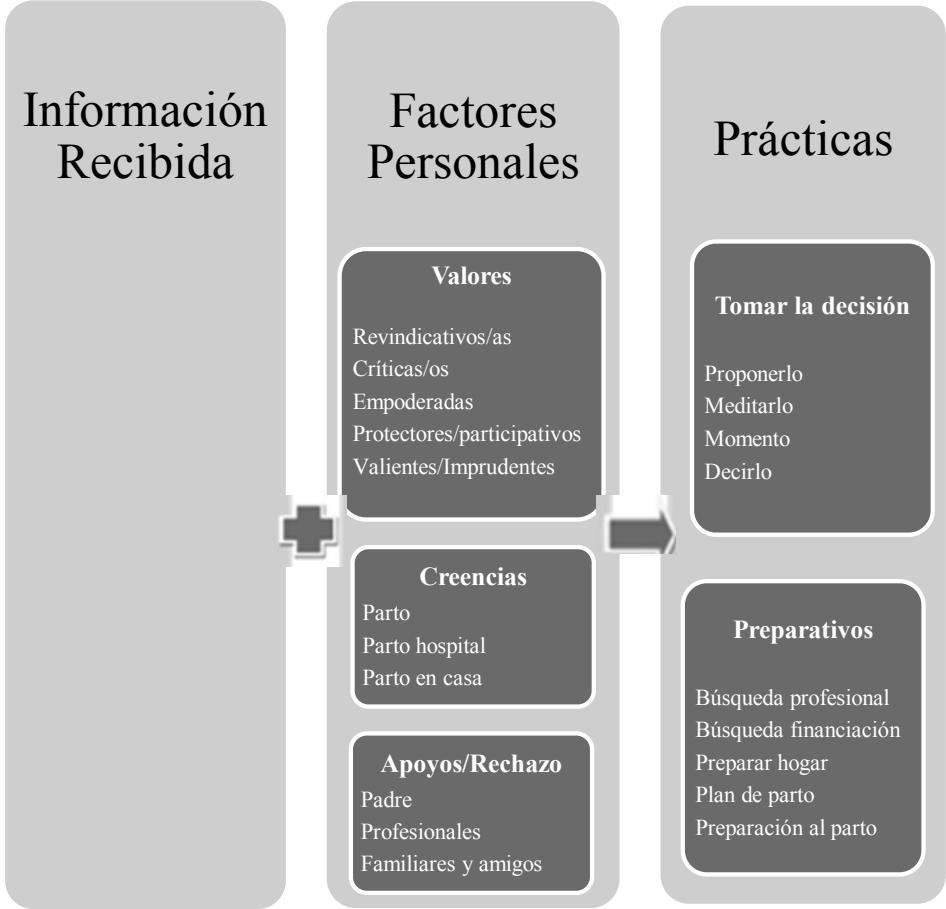 Información
Recibida
Factores
Personales
Valores
Revindicativos/as
Críticas/os
Empoderadas
Protectores/participativos
Valientes/Imprudentes
Creencias
Parto
Parto hospital
Parto en casa
Apoyos/Rechazo
Padre
Profesionales
Familiares y amigos
Prácticas
Tomar la decisión
Proponerlo
Meditarlo
Momento
Decirlo
Preparativos
Búsqueda profesional
Búsqueda financiación
Preparar hogar
Plan de parto
Preparación al parto